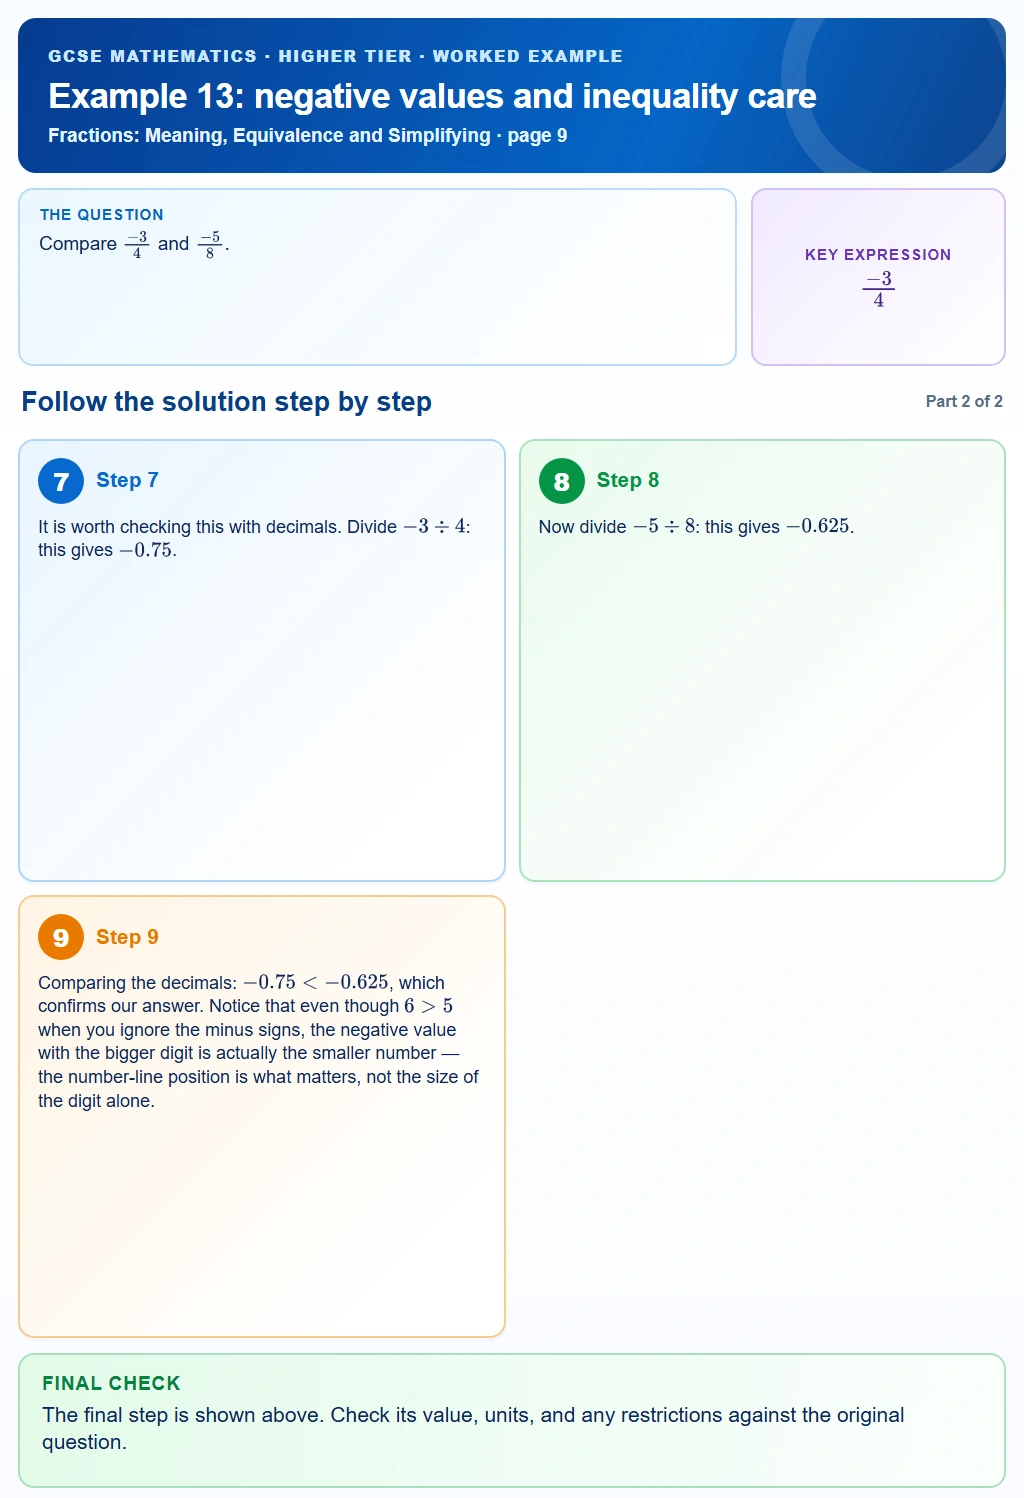 GCSE MATHEMATICS · HIGHER TIER · WORKED EXAMPLE
Example 13: negative values and inequality care
Fractions: Meaning, Equivalence and Simplifying · page 9
THE QUESTION
Compare −3/4 and −5/8.
KEY EXPRESSION
−3/4
Follow the solution step by step
Part 2 of 2
7 Step 7
It is worth checking this with decimals. Divide −3 ÷ 4:
this gives −0.75.
8 Step 8
Now divide −5 ÷ 8: this gives −0.625.
9 Step 9
Comparing the decimals: −0.75 < −0.625, which
confirms our answer. Notice that even though 6 > 5
when you ignore the minus signs, the negative value
with the bigger digit is actually the smaller number —
the number-line position is what matters, not the size of
the digit alone.
FINAL CHECK
The final step is shown above. Check its value, units, and any restrictions against the original
question.